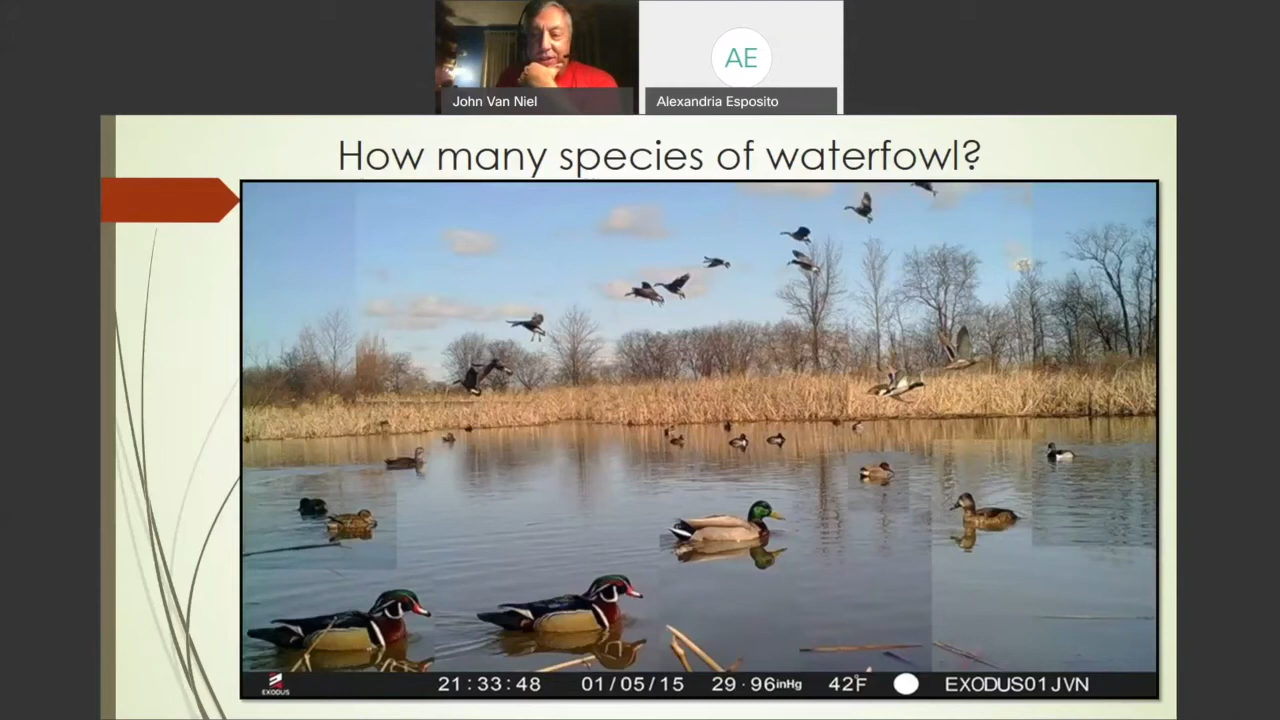 John Van Niel
AE
Alexandria Esposito
How many species of waterfowl?
EXODUS
21:33:48 01/05/15 29·96inHg 42°F EXODUS01JVN